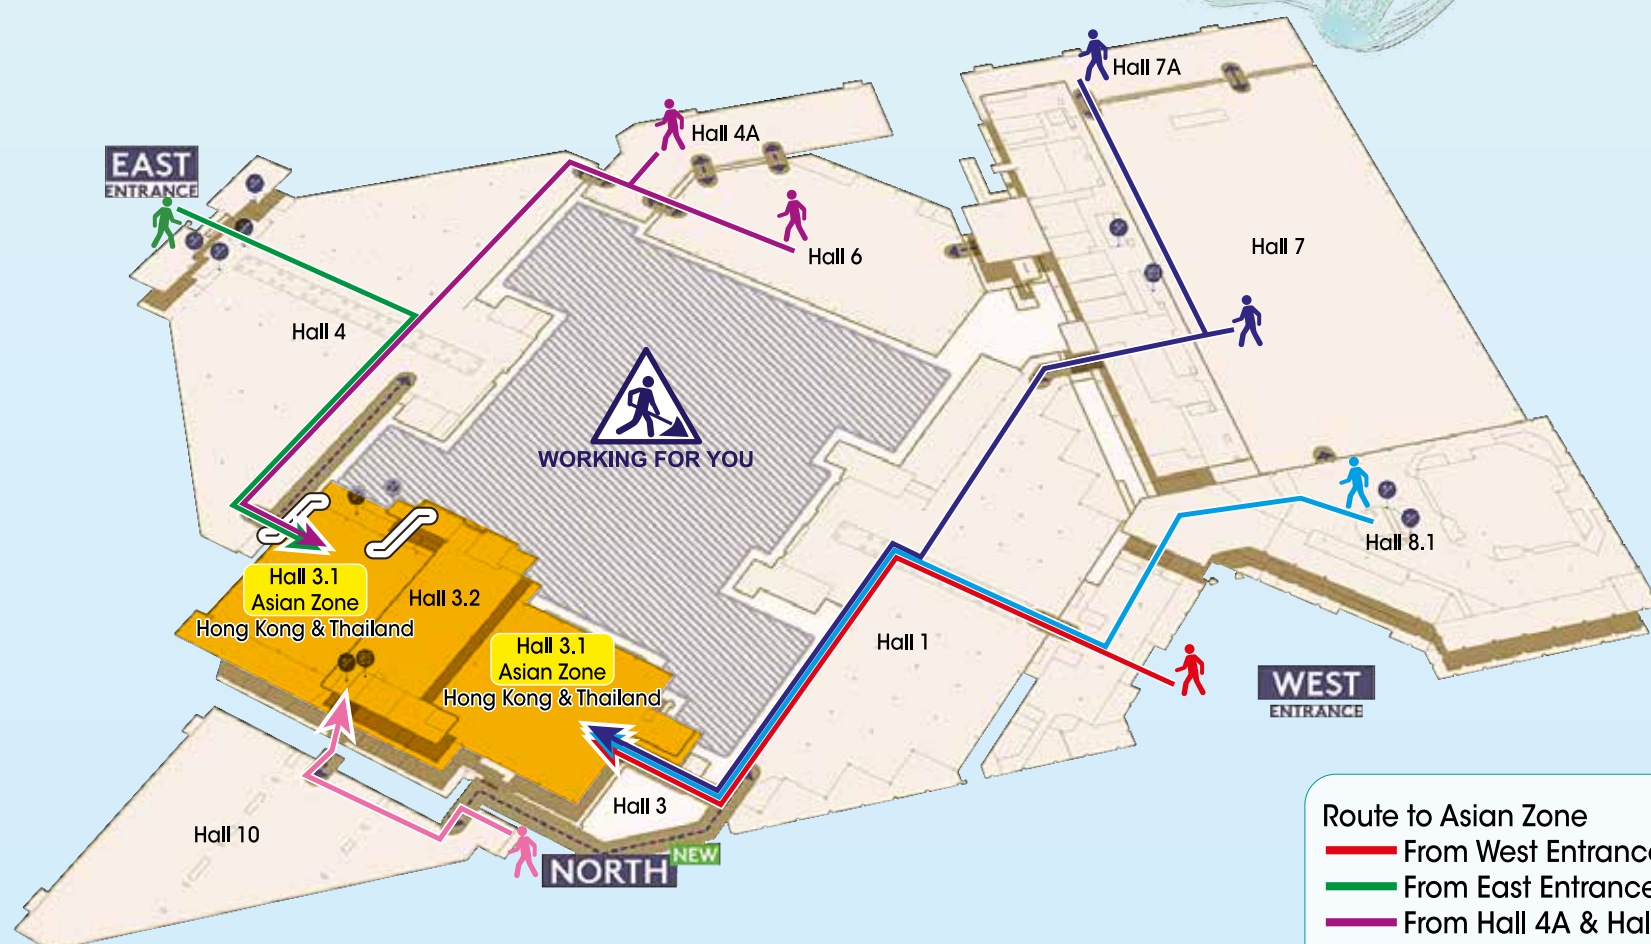 Hall 7A
Hall 4A
EAST
ENTRANCE
Hall 6
Hall 7
Hall 4
WORKING FOR YOU
Hall 8.1
Hall 3.1
Asian Zone
Hong Kong & Thailand
Hall 3.2
Hall 3.1
Asian Zone
Hong Kong & Thailand
Hall 1
WEST
ENTRANCE
Hall 3
Hall 10
NORTH
NEW
Route to Asian Zone
From West Entrance
From East Entrance
From Hall 4A & Hal